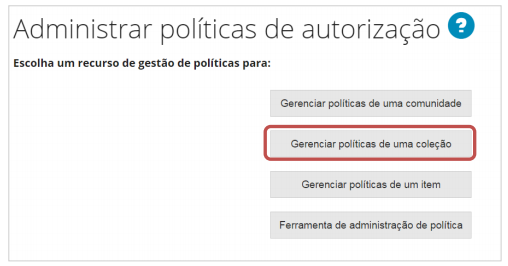 Administrar políticas de autorização ?
Escolha um recurso de gestão de políticas para:
Gerenciar políticas de uma comunidade
Gerenciar políticas de uma coleção
Gerenciar políticas de um item
Ferramenta de administração de política